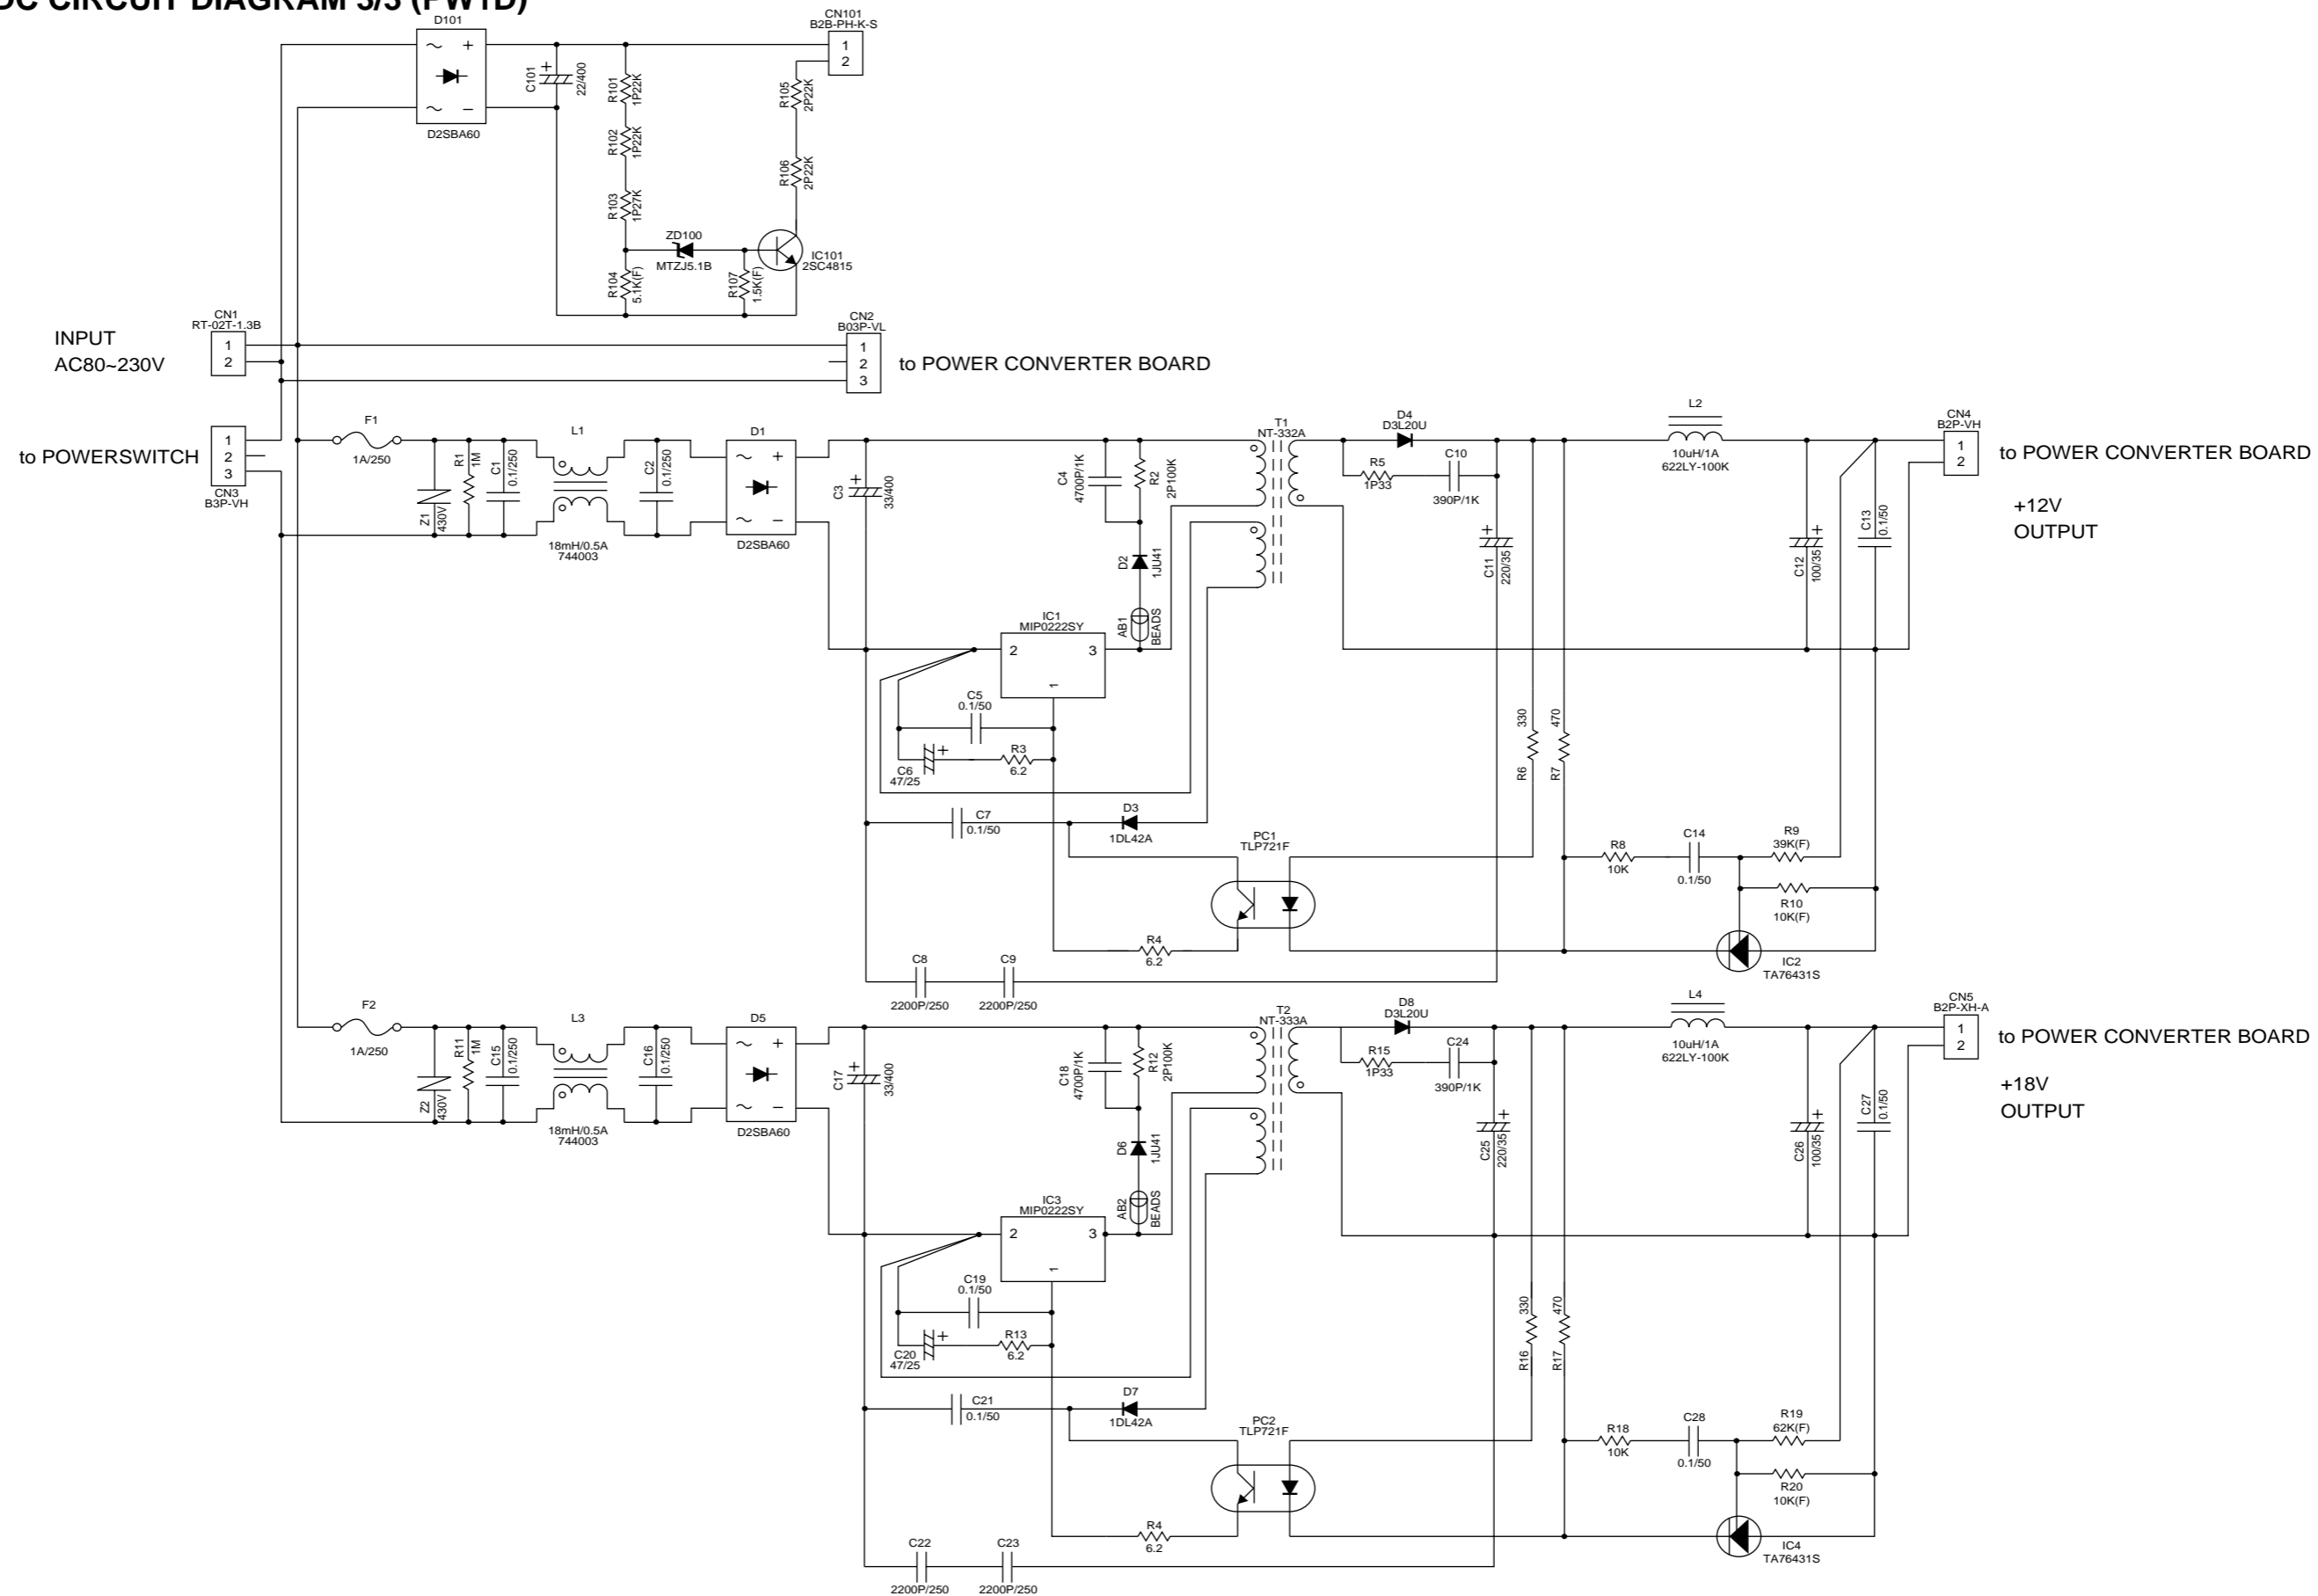 DC CIRCUIT DIAGRAM 3/3 (PW1D)
D101
~ +
~ −
D2SBA60
C101
+
22/400
R101
1P22K
R102
1P22K
R103
1P27K
R104
5.1K(F)
ZD100
MTZJ5.1B
R107
1.5K(F)
R105
2P22K
R106
2P22K
IC101
2SC4815
CN101
B2B-PH-K-S
1
2
INPUT
AC80~230V
CN1
RT-02T-1.3B
1
2
CN2
B03P-VL
1
2
3
to POWER CONVERTER BOARD
to POWERSWITCH
1
2
3
CN3
B3P-VH
F1
1A/250
Z1
430V
R1
1M
C1
0.1/250
L1
18mH/0.5A
744003
C2
0.1/250
D1
~ +
~ −
D2SBA60
C3
+
33/400
C4
4700P/1K
R2
2P100K
D2
1JU41
AB1
BEADS
IC1
MIP0222SY
2
3
1
C5
0.1/50
C6
+
47/25
R3
6.2
C7
0.1/50
D3
1DL42A
T1
NT-332A
D4
D3L20U
R5
1P33
C10
390P/1K
C11
+
220/35
R6
330
R7
470
L2
10uH/1A
622LY-100K
C12
+
100/35
C13
0.1/50
CN4
B2P-VH
1
2
to POWER CONVERTER BOARD
+12V
OUTPUT
PC1
TLP721F
R4
6.2
C8
2200P/250
C9
2200P/250
R8
10K
C14
0.1/50
R9
39K(F)
R10
10K(F)
IC2
TA76431S
F2
1A/250
Z2
430V
R11
1M
C15
0.1/250
L3
18mH/0.5A
744003
C16
0.1/250
D5
~ +
~ −
D2SBA60
C17
+
33/400
C18
4700P/1K
R12
2P100K
D6
1JU41
AB2
BEADS
IC3
MIP0222SY
2
3
1
C19
0.1/50
C20
+
47/25
R13
6.2
C21
0.1/50
D7
1DL42A
T2
NT-333A
D8
D3L20U
R15
1P33
C24
390P/1K
C25
+
220/35
R16
330
R17
470
L4
10uH/1A
622LY-100K
C26
+
100/35
C27
0.1/50
CN5
B2P-XH-A
1
2
to POWER CONVERTER BOARD
+18V
OUTPUT
PC2
TLP721F
R4
6.2
C22
2200P/250
C23
2200P/250
R18
10K
C28
0.1/50
R19
62K(F)
R20
10K(F)
IC4
TA76431S